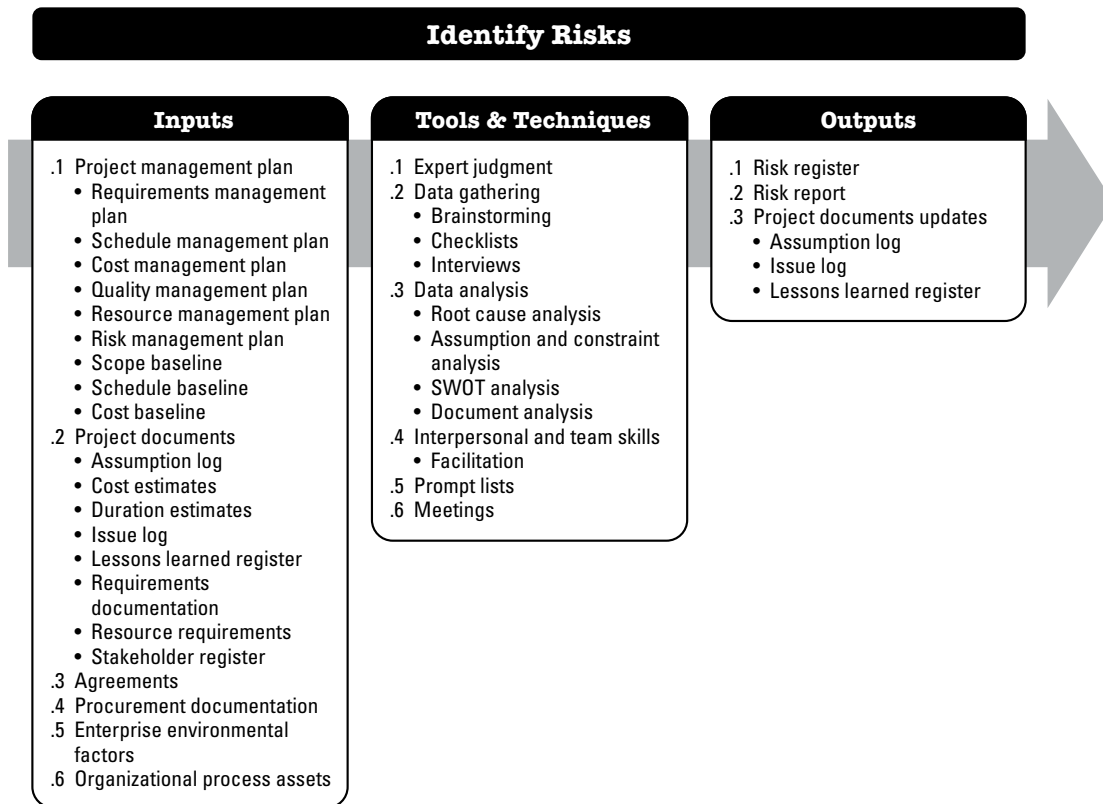 Identify Risks
Inputs
.1 Project management plan
• Requirements management
plan
• Schedule management plan
• Cost management plan
• Quality management plan
• Resource management plan
• Risk management plan
• Scope baseline
• Schedule baseline
• Cost baseline
.2 Project documents
• Assumption log
• Cost estimates
• Duration estimates
• Issue log
• Lessons learned register
• Requirements
documentation
• Resource requirements
• Stakeholder register
.3 Agreements
.4 Procurement documentation
.5 Enterprise environmental
factors
.6 Organizational process assets
Tools & Techniques
.1 Expert judgment
.2 Data gathering
• Brainstorming
• Checklists
• Interviews
.3 Data analysis
• Root cause analysis
• Assumption and constraint
analysis
• SWOT analysis
• Document analysis
.4 Interpersonal and team skills
• Facilitation
.5 Prompt lists
.6 Meetings
Outputs
.1 Risk register
.2 Risk report
.3 Project documents updates
• Assumption log
• Issue log
• Lessons learned register